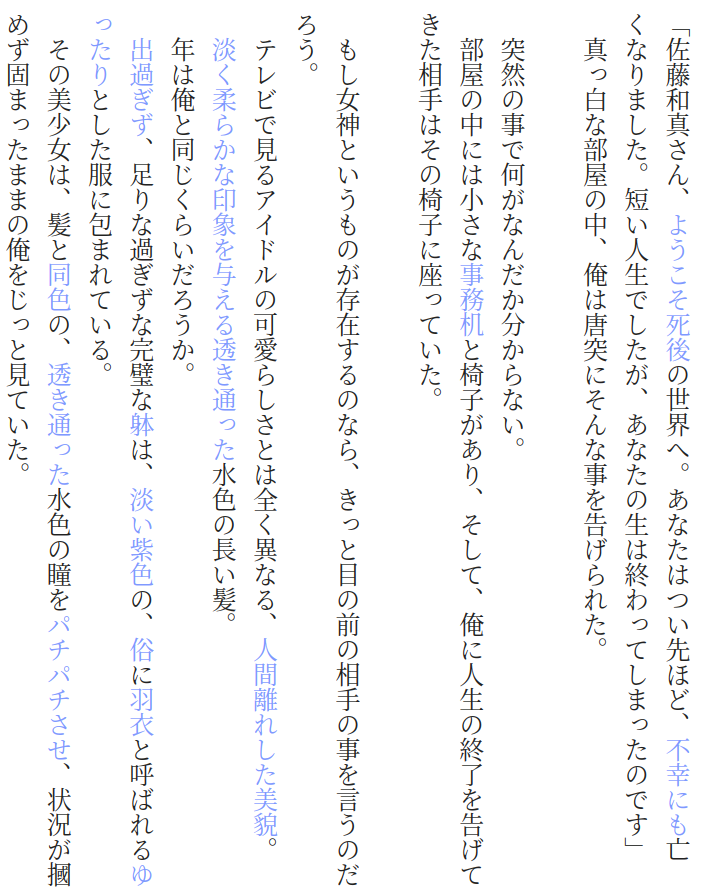 「佐藤和真さん、ようこそ死後の世界へ。あなたはつい先ほど、不幸にも亡
くなりました。短い人生でしたが、あなたの生は終わってしまったのです」
真っ白な部屋の中、俺は唐突にそんな事を告げられた。
突然の事で何がなんだか分からない。
部屋の中には小さな事務机と椅子があり、そして、俺に人生の終了を告げて
きた相手はその椅子に座っていた。
もし女神というものが存在するのなら、きっと目の前の相手の事を言うのだ
ろう。
テレビで見るアイドルの可愛らしさとは全く異なる、人間離れした美貌。
淡く柔らかな印象を与える透き通った水色の長い髪。
年は俺と同じくらいだろうか。
出過ぎず、足りな過ぎずな完璧な躰は、淡い紫色の、俗に羽衣と呼ばれるゆ
ったりとした服に包まれている。
その美少女は、髪と同色の、透き通った水色の瞳をパチパチさせ、状況が摑
めず固まったままの俺をじっと見ていた。